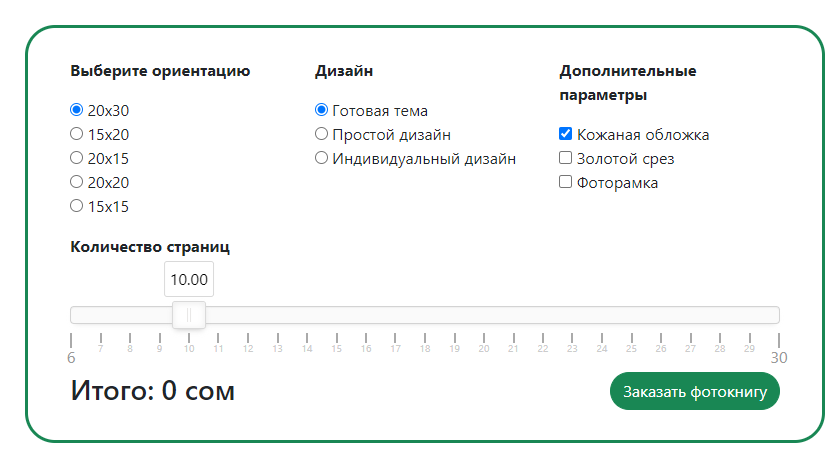 Выберите ориентацию
20x30
15x20
20x15
20x20
15x15
Дизайн
Готовая тема
Простой дизайн
Индивидуальный дизайн
Дополнительные
параметры
Кожаная обложка
Золотой срез
Фоторамка
Количество страниц
10.00
6 7 8 9 10 11 12 13 14 15 16 17 18 19 20 21 22 23 24 25 26 27 28 29 30
Итого: 0 сом
Заказать фотокнигу